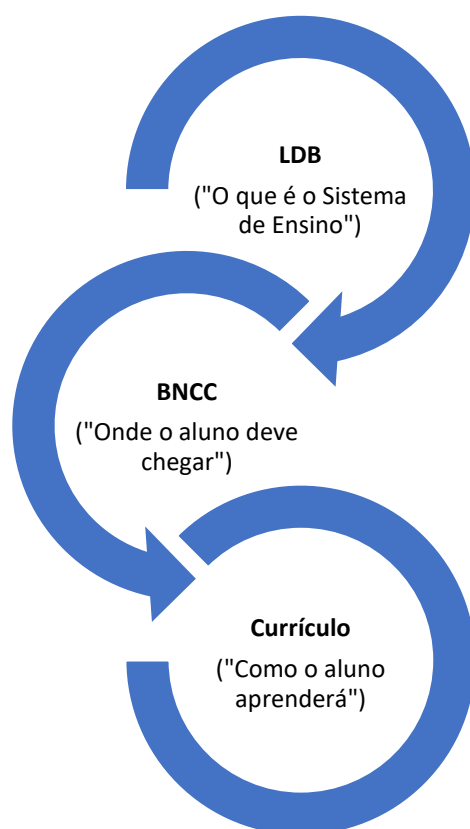 LDB
("O que é o Sistema
de Ensino")
BNCC
("Onde o aluno deve
chegar")
Currículo
("Como o aluno
aprenderá")